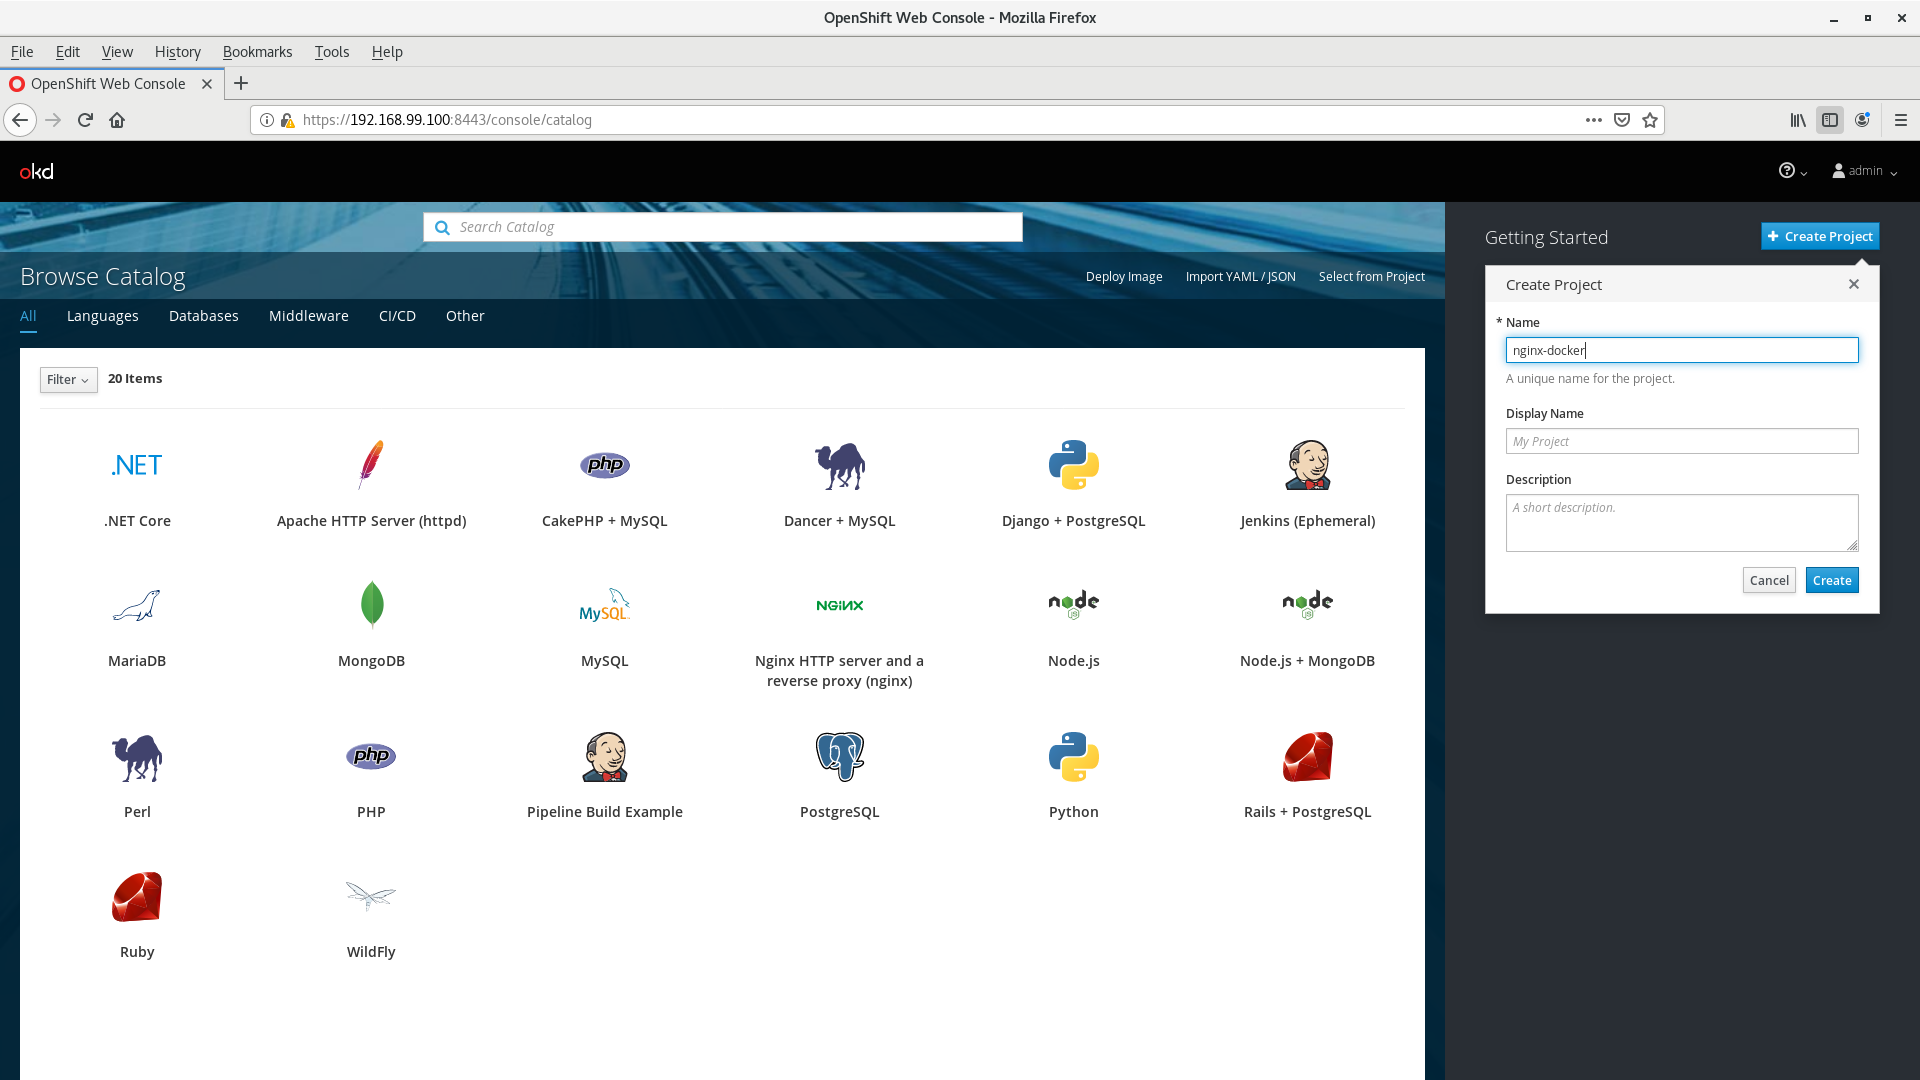 OpenShift Web Console - Mozilla Firefox
File Edit View History Bookmarks Tools Help
OpenShift Web Console
https://192.168.99.100:8443/console/catalog
okd
admin
Search Catalog
Getting Started
Create Project
Browse Catalog
Deploy Image Import YAML / JSON Select from Project
All Languages Databases Middleware CI/CD Other
Filter 20 Items
.NET
php
.NET Core Apache HTTP Server (httpd) CakePHP + MySQL Dancer + MySQL Django + PostgreSQL Jenkins (Ephemeral)
MySQL
NGINX
node
JS
node
JS
MariaDB MongoDB MySQL Nginx HTTP server and a Node.js Node.js + MongoDB
reverse proxy (nginx)
php
Perl PHP Pipeline Build Example PostgreSQL Python Rails + PostgreSQL
Ruby WildFly
Create Project
* Name
nginx-docker
A unique name for the project.
Display Name
My Project
Description
A short description.
Cancel Create